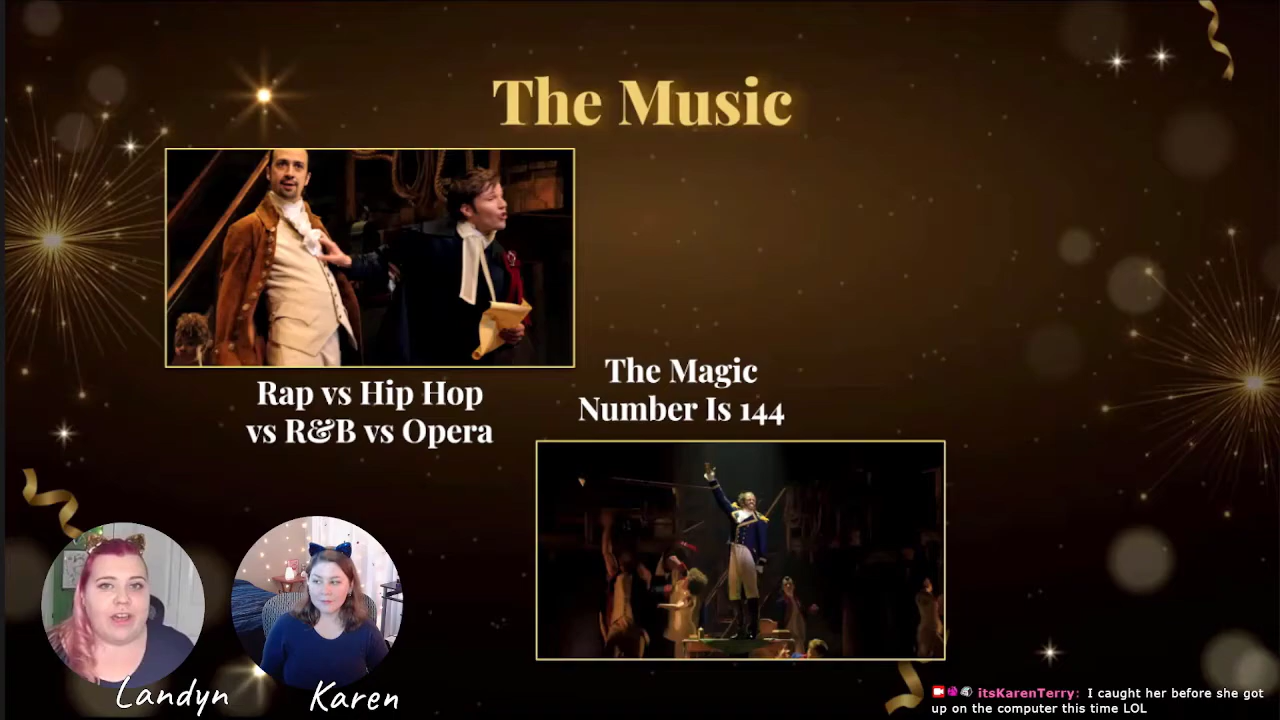 The Music
Rap vs Hip Hop
vs R&B vs Opera
The Magic
Number Is 144
Landyn
Karen
itsKarenTerry: I caught her before she got
up on the computer this time LOL